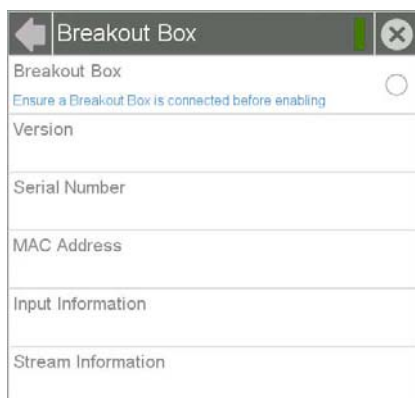 Breakout Box
Breakout Box
Ensure a Breakout Box is connected before enabling
Version
Serial Number
MAC Address
Input Information
Stream Information